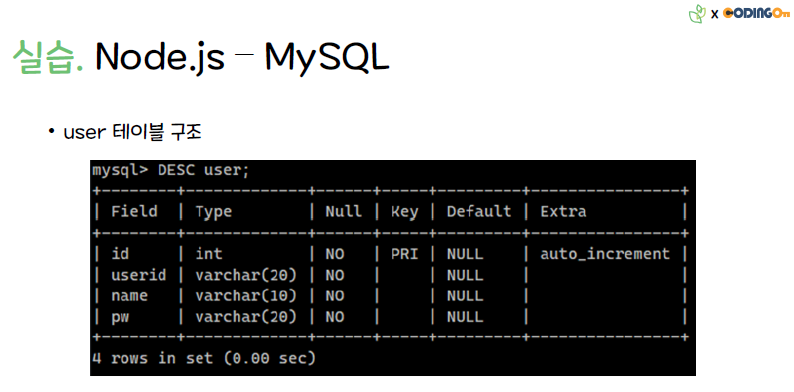 x CODINGOn
실습. Node.js – MySQL
• user 테이블 구조
mysql> DESC user;
+--------+-------------+------+-----+---------+----------------+
| Field  | Type        | Null | Key | Default | Extra          |
+--------+-------------+------+-----+---------+----------------+
| id     | int         | NO   | PRI | NULL    | auto_increment |
| userid | varchar(20) | NO   |     | NULL    |                |
| name   | varchar(10) | NO   |     | NULL    |                |
| pw     | varchar(20) | NO   |     | NULL    |                |
+--------+-------------+------+-----+---------+----------------+
4 rows in set (0.00 sec)